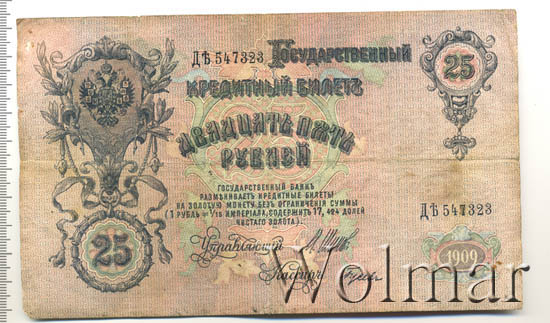 ДѢ 547323
ГОСУДАРСТВЕННЫЙ
25
КРЕДИТНЫЙ БИЛЕТЪ
ДВАДЦАТЬ ПЯТЬ
РУБЛЕЙ
ГОСУДАРСТВЕННЫЙ БАНКЪ
РАЗМѢНИВАЕТЪ КРЕДИТНЫЕ БИЛЕТЫ
НА ЗОЛОТУЮ МОНЕТУ БЕЗЪ ОГРАНИЧЕНІЯ СУММЫ
(1 РУБЛЬ = 1/15 ИМПЕРІАЛА, СОДЕРЖИТЪ 17,424 ДОЛЕЙ
ЧИСТАГО ЗОЛОТА).
ДѢ 547323
25
Управляющій
Кассиръ
1909
Wolmar